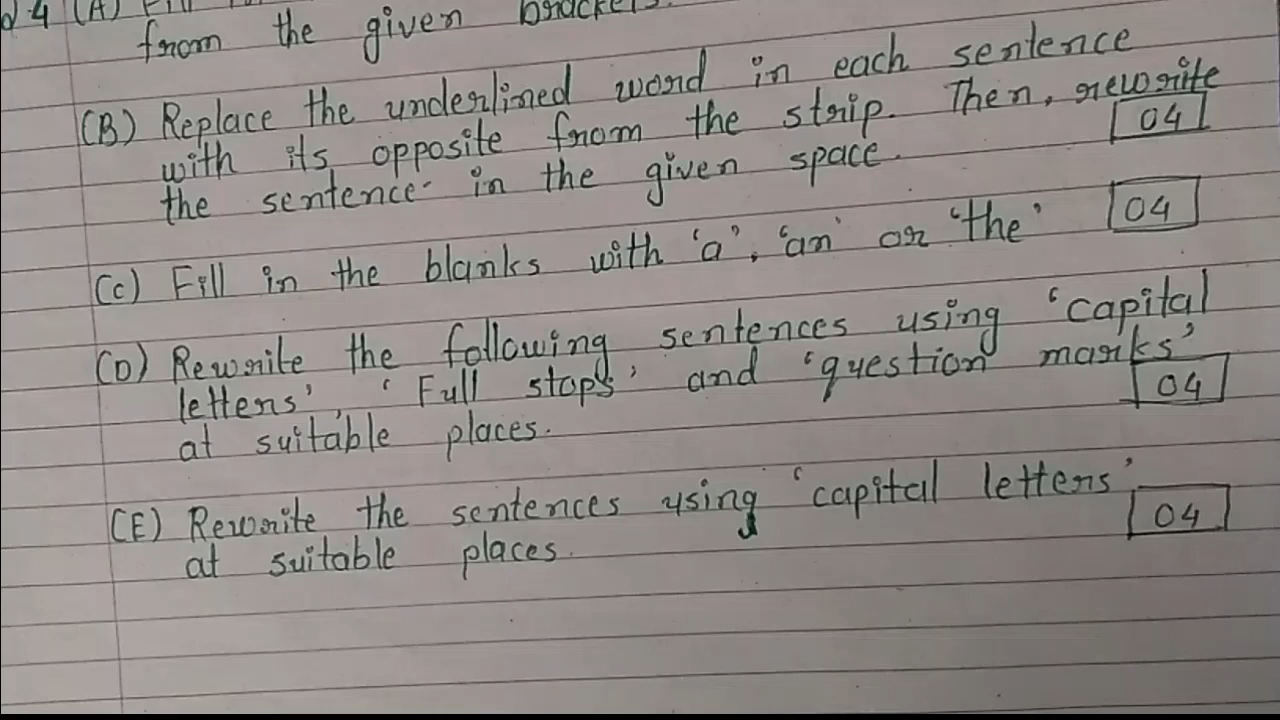 Q 4 (A) Fill
from the given brackets.
(B) Replace the underlined word in each sentence
with its opposite from the strip. Then, rewrite
the sentence in the given space. 04
(C) Fill in the blanks with 'a', 'an' or 'the' 04
(D) Rewrite the following sentences using 'capital
letters', 'Full stops' and 'question marks'
at suitable places. 04
(E) Rewrite the sentences using 'capital letters'
at suitable places. 04